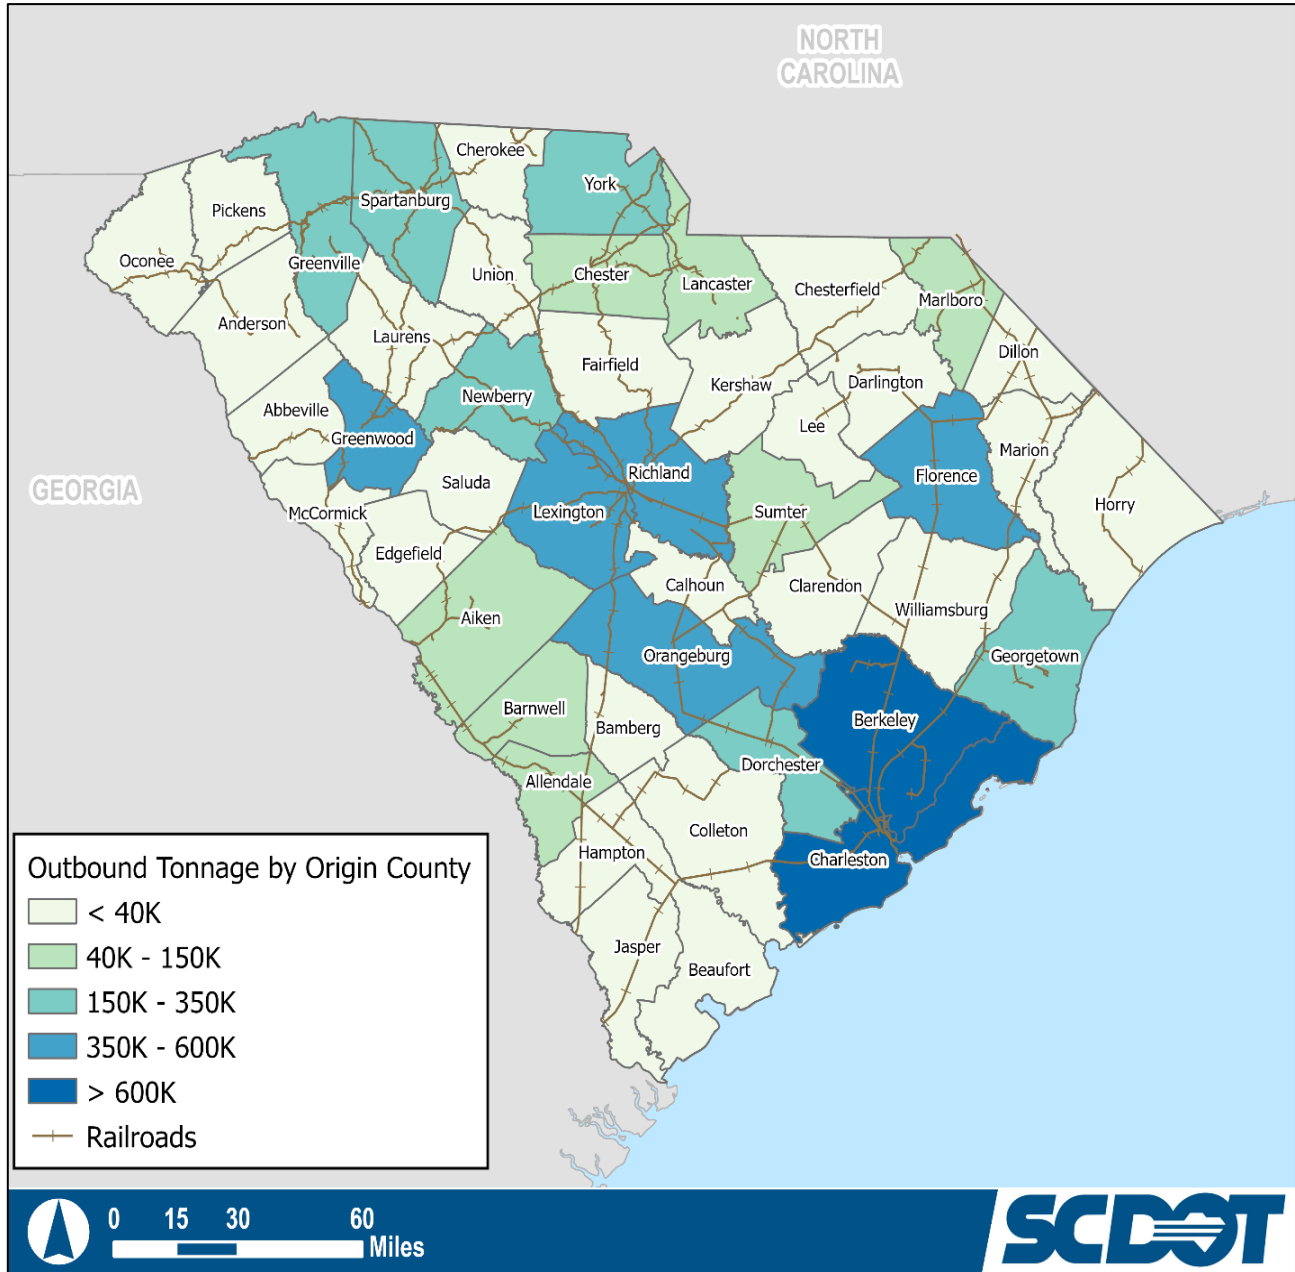 NORTH
CAROLINA
Cherokee
York
Spartanburg
Pickens
Oconee
Greenville
Union
Chester
Lancaster
Chesterfield
Marlboro
Anderson
Laurens
Fairfield
Dillon
Kershaw
Darlington
Newberry
Abbeville
Greenwood
Lee
Marion
Richland
Florence
Saluda
GEORGIA
McCormick
Lexington
Sumter
Horry
Edgefield
Calhoun
Clarendon
Williamsburg
Aiken
Orangeburg
Georgetown
Barnwell
Bamberg
Berkeley
Dorchester
Allendale
Colleton
Hampton
Charleston
Jasper
Beaufort
Outbound Tonnage by Origin County
< 40K
40K - 150K
150K - 350K
350K - 600K
> 600K
Railroads
0 15 30 60
Miles
SCDOT